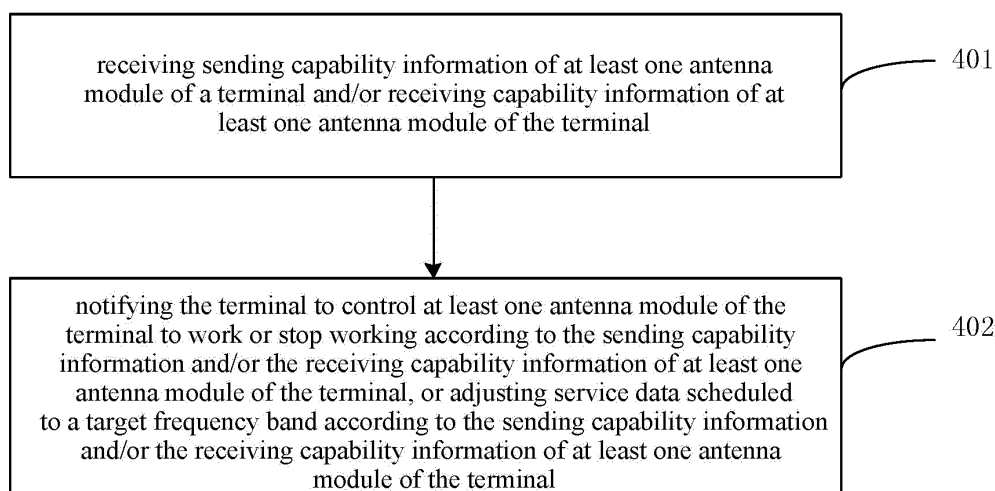 receiving sending capability information of at least one antenna
module of a terminal and/or receiving capability information of at
least one antenna module of the terminal
401
notifying the terminal to control at least one antenna module of the
terminal to work or stop working according to the sending capability
information and/or the receiving capability information of at least one
antenna module of the terminal, or adjusting service data scheduled
to a target frequency band according to the sending capability information
and/or the receiving capability information of at least one antenna
module of the terminal
402